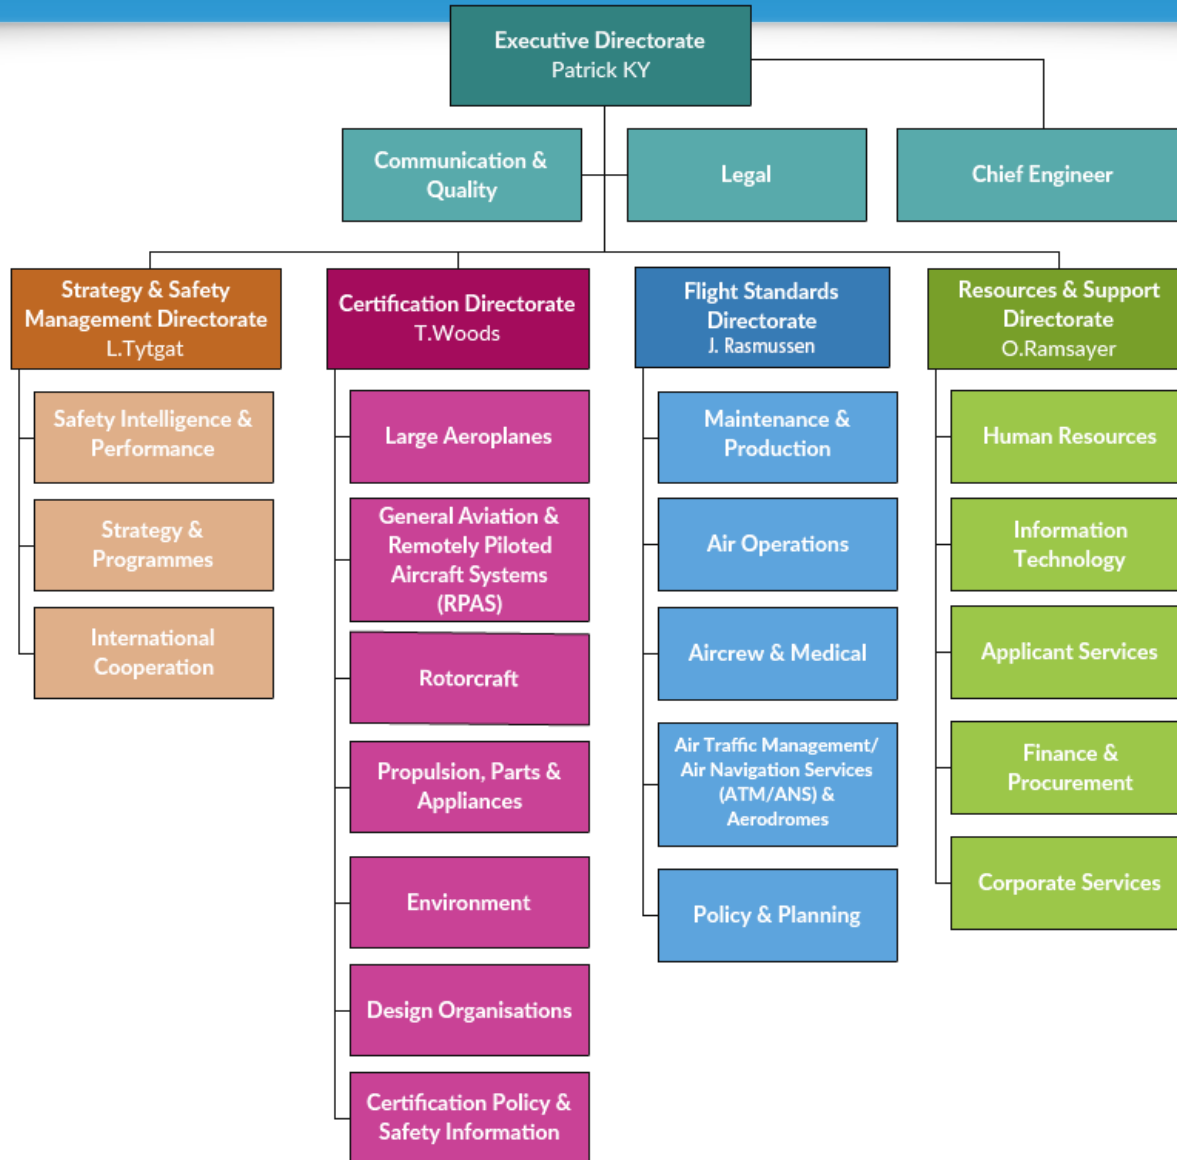 Executive Directorate
Patrick KY
Communication &
Quality
Legal
Chief Engineer
Strategy & Safety
Management Directorate
L.Tytgat
Safety Intelligence &
Performance
Strategy &
Programmes
International
Cooperation
Certification Directorate
T.Woods
Large Aeroplanes
General Aviation &
Remotely Piloted
Aircraft Systems
(RPAS)
Rotorcraft
Propulsion, Parts &
Appliances
Environment
Design Organisations
Certification Policy &
Safety Information
Flight Standards
Directorate
J. Rasmussen
Maintenance &
Production
Air Operations
Aircrew & Medical
Air Traffic Management/
Air Navigation Services
(ATM/ANS) &
Aerodromes
Policy & Planning
Resources & Support
Directorate
O.Ramsayer
Human Resources
Information
Technology
Applicant Services
Finance &
Procurement
Corporate Services